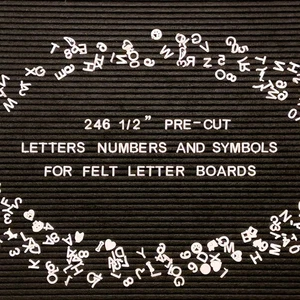 246 1/2” PRE-CUT
LETTERS NUMBERS AND SYMBOLS
FOR FELT LETTER BOARDS